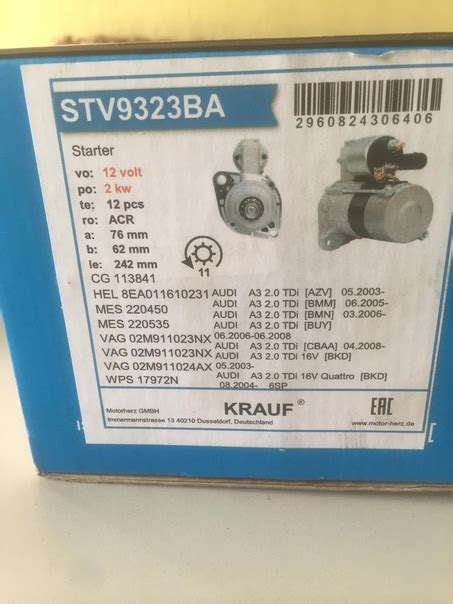 STV9323BA
2960824306406
Starter
vo: 12 volt
po: 2 kw
te: 12 pcs
ro: ACR
a: 76 mm
b: 62 mm
le: 242 mm
11
CG 113841
HEL 8EA011610231
MES 220450
MES 220535
VAG 02M911023NX
VAG 02M911023NX
VAG 02M911024AX
WPS 17972N
AUDI A3 2.0 TDi [AZV] 05.2003-
AUDI A3 2.0 TDi [BMM] 06.2005-
AUDI A3 2.0 TDi [BMN] 03.2006-
AUDI A3 2.0 TDi [BUY]
06.2006-06.2008
AUDI A3 2.0 TDi [CBAA] 04.2008-
AUDI A3 2.0 TDi 16V [BKD]
05.2003-
AUDI A3 2.0 TDi 16V Quattro [BKD]
08.2004- 6SP
Motorherz GMBH
Immermennstrasse 13 40210 Dusseldorf, Deutschland
KRAUF ®
EAC
www.motor-herz.de